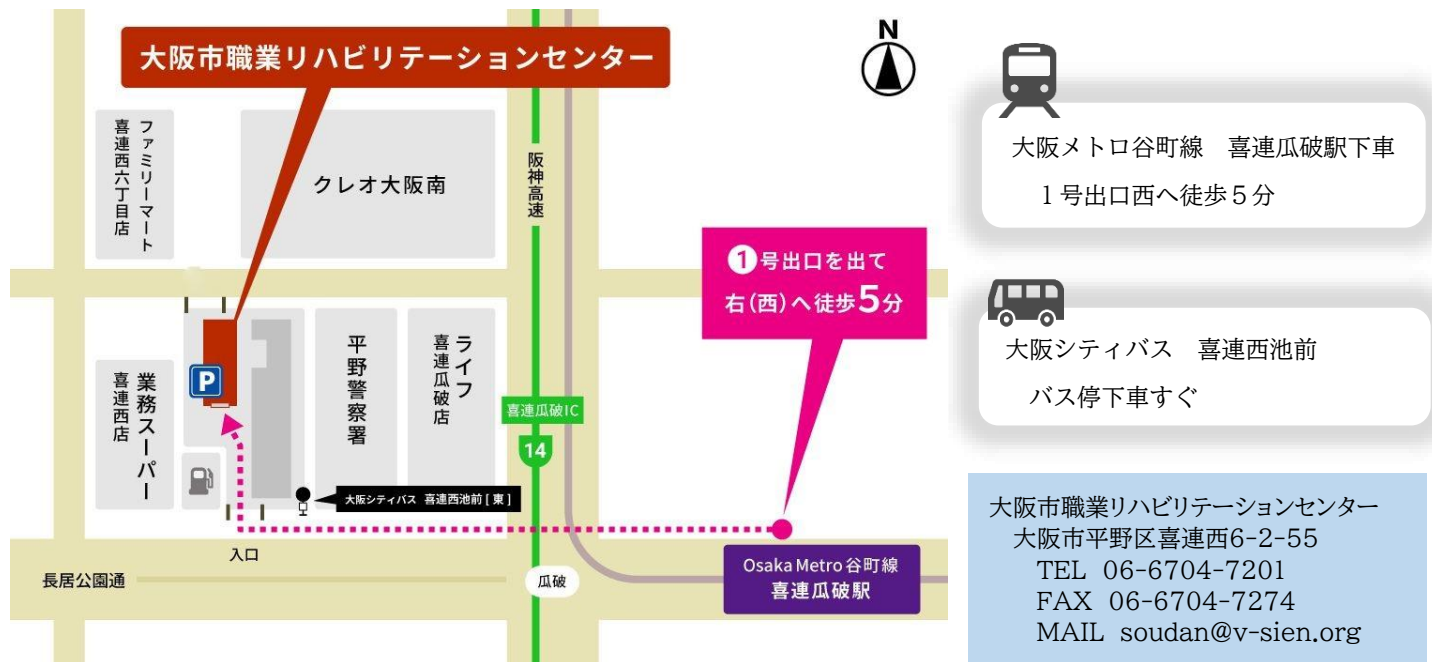 大阪市職業リハビリテーションセンター
N
ファミリーマート
喜連西六丁目店
クレオ大阪南
阪神高速
①号出口を出て
右(西)へ徒歩5分
業務スーパー
喜連西店
P
平野警察署
ライフ
喜連瓜破店
喜連瓜破IC
14
大阪シティバス 喜連西池前 [ 東 ]
入口
長居公園通
瓜破
Osaka Metro 谷町線
喜連瓜破駅
大阪メトロ谷町線 喜連瓜破駅下車
1号出口西へ徒歩5分
大阪シティバス 喜連西池前
バス停下車すぐ
大阪市職業リハビリテーションセンター
大阪市平野区喜連西6-2-55
TEL 06-6704-7201
FAX 06-6704-7274
MAIL soudan@v-sien.org